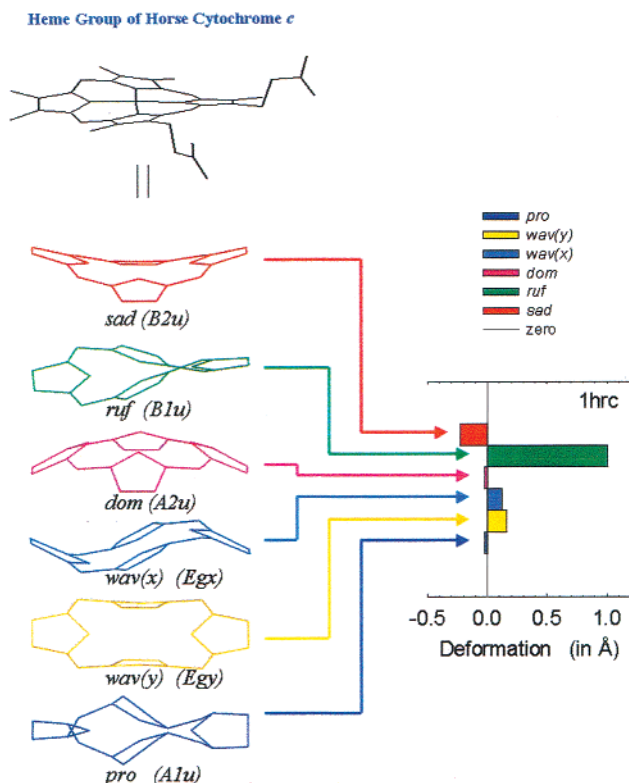 Heme Group of Horse Cytochrome c
pro
wav(y)
wav(x)
dom
ruf
sad
zero
sad (B2u)
ruf (B1u)
dom (A2u)
wav(x) (Egx)
wav(y) (Egy)
pro (A1u)
1hrc
-0.5 0.0 0.5 1.0
Deformation (in Å)